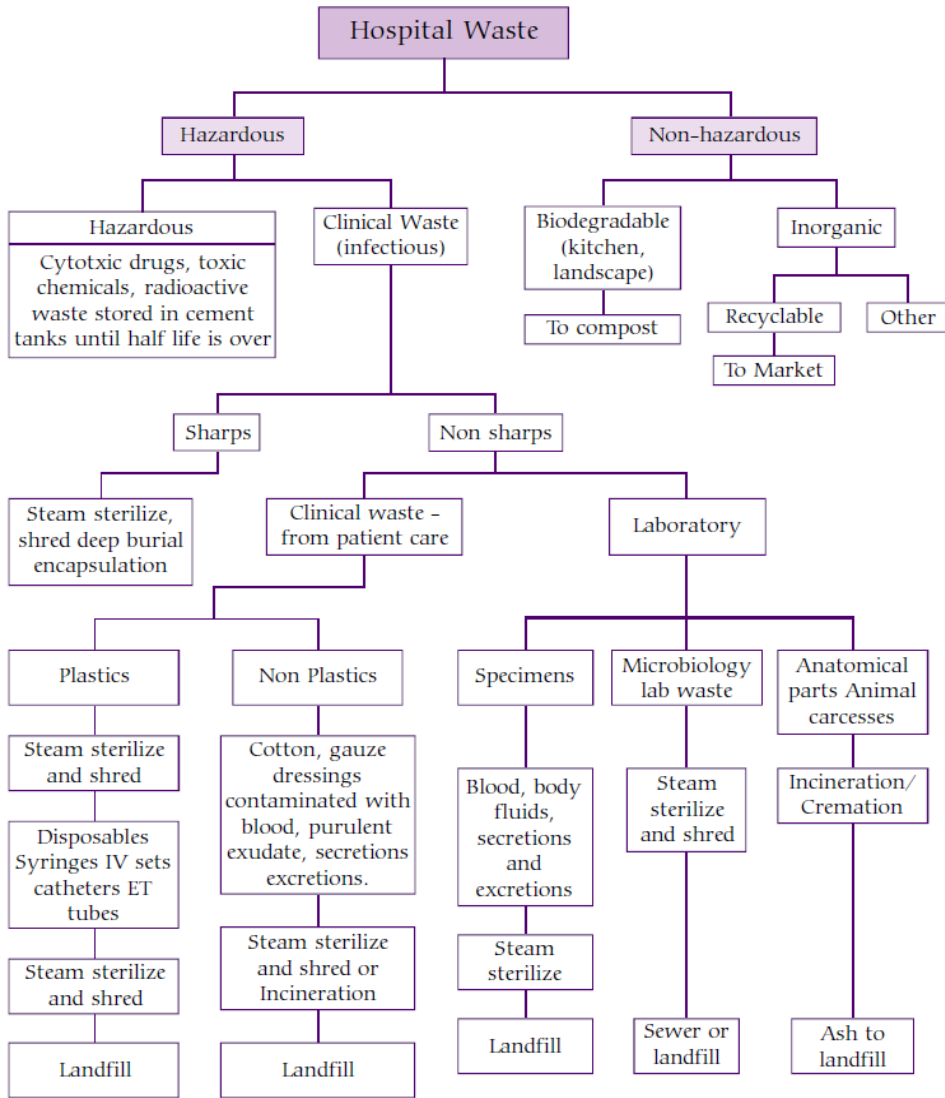 Hospital Waste
Hazardous
Non-hazardous
Hazardous
Cytotxic drugs, toxic
chemicals, radioactive
waste stored in cement
tanks until half life is over
Clinical Waste
(infectious)
Biodegradable
(kitchen,
landscape)
To compost
Inorganic
Recyclable
Other
To Market
Sharps
Non sharps
Steam sterilize,
shred deep burial
encapsulation
Clinical waste –
from patient care
Laboratory
Plastics
Steam sterilize
and shred
Disposables
Syringes IV sets
catheters ET
tubes
Steam sterilize
and shred
Landfill
Non Plastics
Cotton, gauze
dressings
contaminated with
blood, purulent
exudate, secretions
excretions.
Steam sterilize
and shred or
Incineration
Landfill
Specimens
Blood, body
fluids,
secretions
and
excretions
Steam
sterilize
Landfill
Microbiology
lab waste
Steam
sterilize
and shred
Sewer or
landfill
Anatomical
parts Animal
carcesses
Incineration/
Cremation
Ash to
landfill